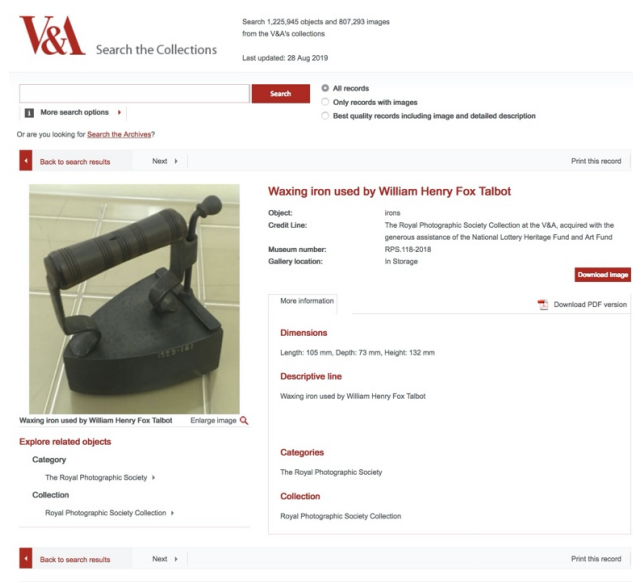 V&A Search the Collections
Search 1,225,945 objects and 807,293 images
from the V&A's collections
Last updated: 28 Aug 2019
Search
All records
Only records with images
Best quality records including image and detailed description
More search options
Or are you looking for Search the Archives?
Back to search results Next Print this record
Waxing iron used by William Henry Fox Talbot
Object: irons
Credit Line: The Royal Photographic Society Collection at the V&A, acquired with the
generous assistance of the National Lottery Heritage Fund and Art Fund
Museum number: RPS.118-2018
Gallery location: In Storage
Download image
More information
Download PDF version
Dimensions
Length: 105 mm, Depth: 73 mm, Height: 132 mm
Descriptive line
Waxing iron used by William Henry Fox Talbot
Categories
The Royal Photographic Society
Collection
Royal Photographic Society Collection
Waxing iron used by William Henry Fox Talbot Enlarge image
Explore related objects
Category
The Royal Photographic Society
Collection
Royal Photographic Society Collection
Back to search results Next Print this record